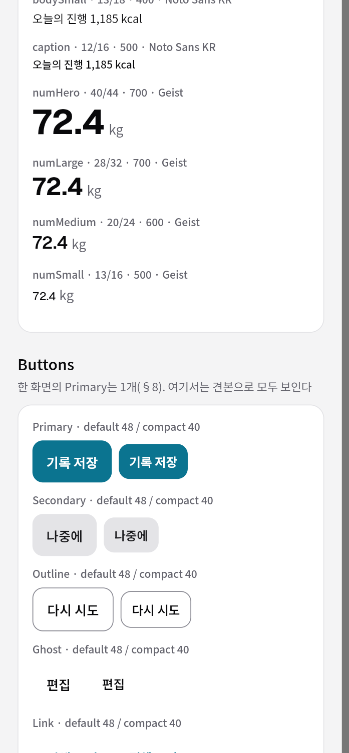 bodySmall · 13/18 · 400 · Noto Sans KR
오늘의 진행 1,185 kcal
caption · 12/16 · 500 · Noto Sans KR
오늘의 진행 1,185 kcal
numHero · 40/44 · 700 · Geist
72.4 kg
numLarge · 28/32 · 700 · Geist
72.4 kg
numMedium · 20/24 · 600 · Geist
72.4 kg
numSmall · 13/16 · 500 · Geist
72.4 kg
Buttons
한 화면의 Primary는 1개(§8). 여기서는 견본으로 모두 보인다
Primary · default 48 / compact 40
기록 저장 기록 저장
Secondary · default 48 / compact 40
나중에 나중에
Outline · default 48 / compact 40
다시 시도 다시 시도
Ghost · default 48 / compact 40
편집 편집
Link · default 48 / compact 40